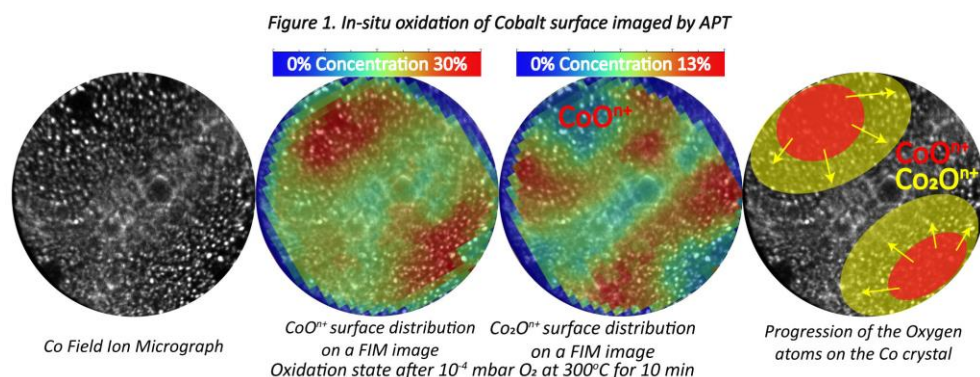 Figure 1. In-situ oxidation of Cobalt surface imaged by APT
0% Concentration 30%
0% Concentration 13%
CoOⁿ⁺
CoOⁿ⁺
Co₂Oⁿ⁺
Co Field Ion Micrograph
CoOⁿ⁺ surface distribution
on a FIM image
Co₂Oⁿ⁺ surface distribution
on a FIM image
Oxidation state after 10⁻⁴ mbar O₂ at 300°C for 10 min
Progression of the Oxygen
atoms on the Co crystal